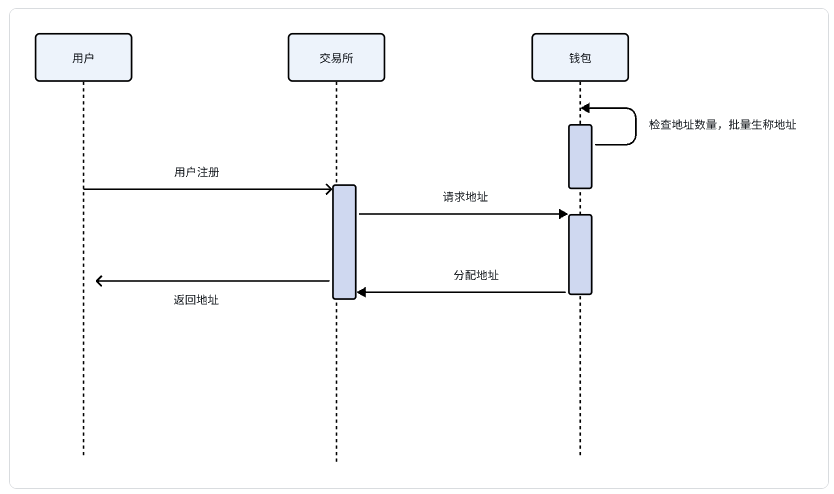 用户
交易所
钱包
检查地址数量，批量生称地址
用户注册
请求地址
分配地址
返回地址